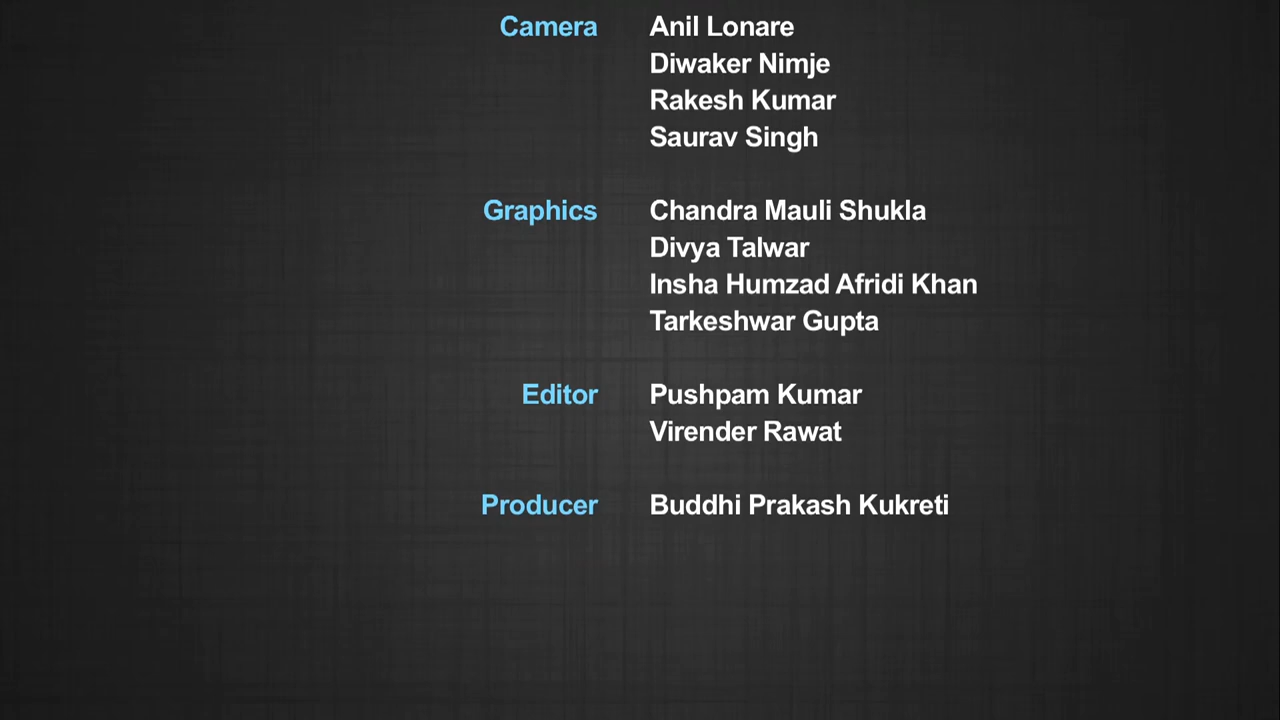 Camera Anil Lonare
Diwaker Nimje
Rakesh Kumar
Saurav Singh
Graphics Chandra Mauli Shukla
Divya Talwar
Insha Humzad Afridi Khan
Tarkeshwar Gupta
Editor Pushpam Kumar
Virender Rawat
Producer Buddhi Prakash Kukreti